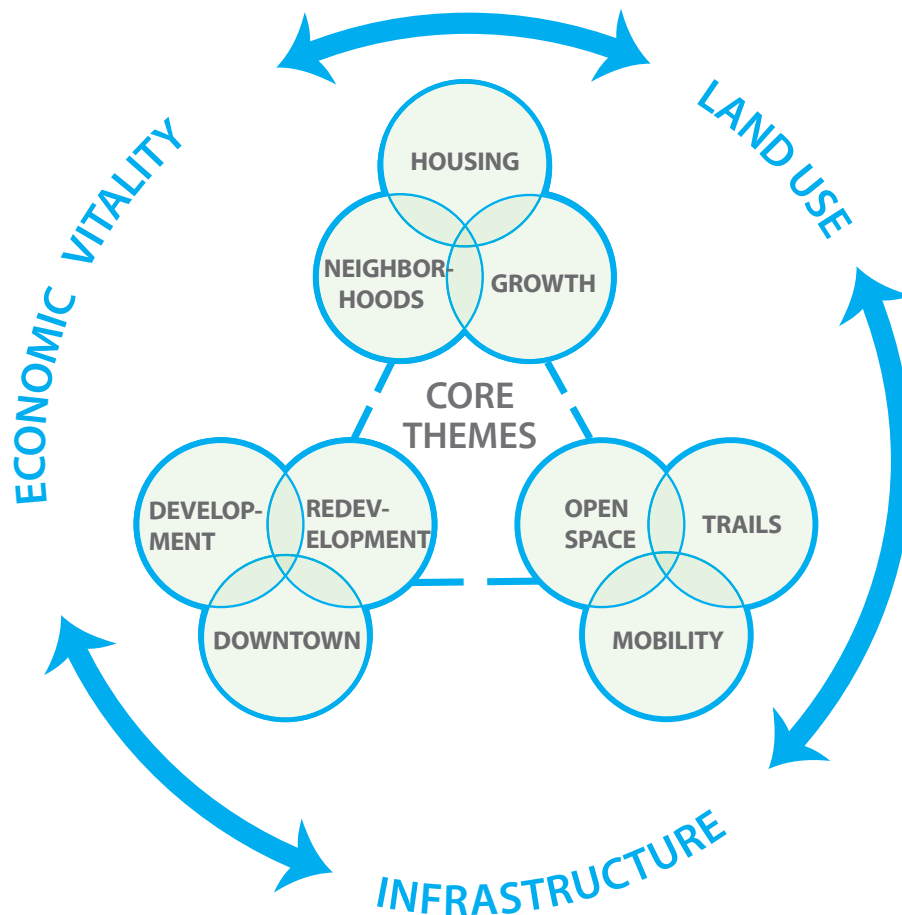 ECONOMIC VITALITY
LAND USE
HOUSING
NEIGHBOR-
HOODS
GROWTH
CORE
THEMES
DEVELOP-
MENT
REDEV-
ELOPMENT
DOWNTOWN
OPEN
SPACE
TRAILS
MOBILITY
INFRASTRUCTURE